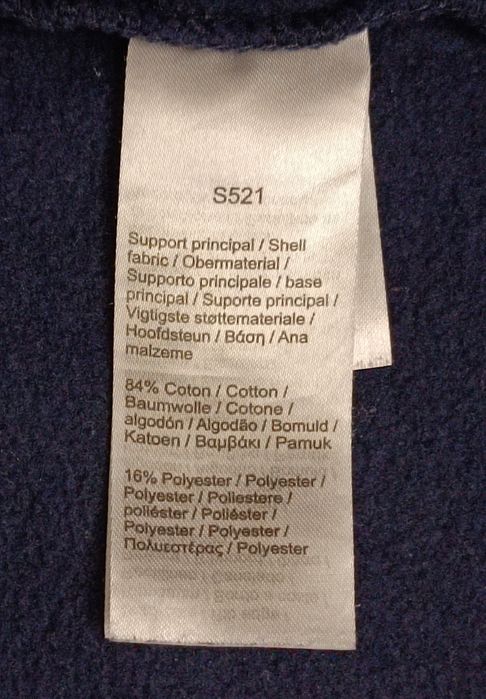 S521
Support principal / Shell
fabric / Obermaterial /
Supporto principale / base
principal / Suporte principal /
Vigtigste støttemateriale /
Hoofdsteun / Βάση / Ana
malzeme
84% Coton / Cotton /
Baumwolle / Cotone /
algodón / Algodão / Bomuld /
Katoen / Βαμβάκι / Pamuk
16% Polyester / Polyester /
Polyester / Poliestere /
poliéster / Poliéster /
Polyester / Polyester /
Πολυεστέρας / Polyester